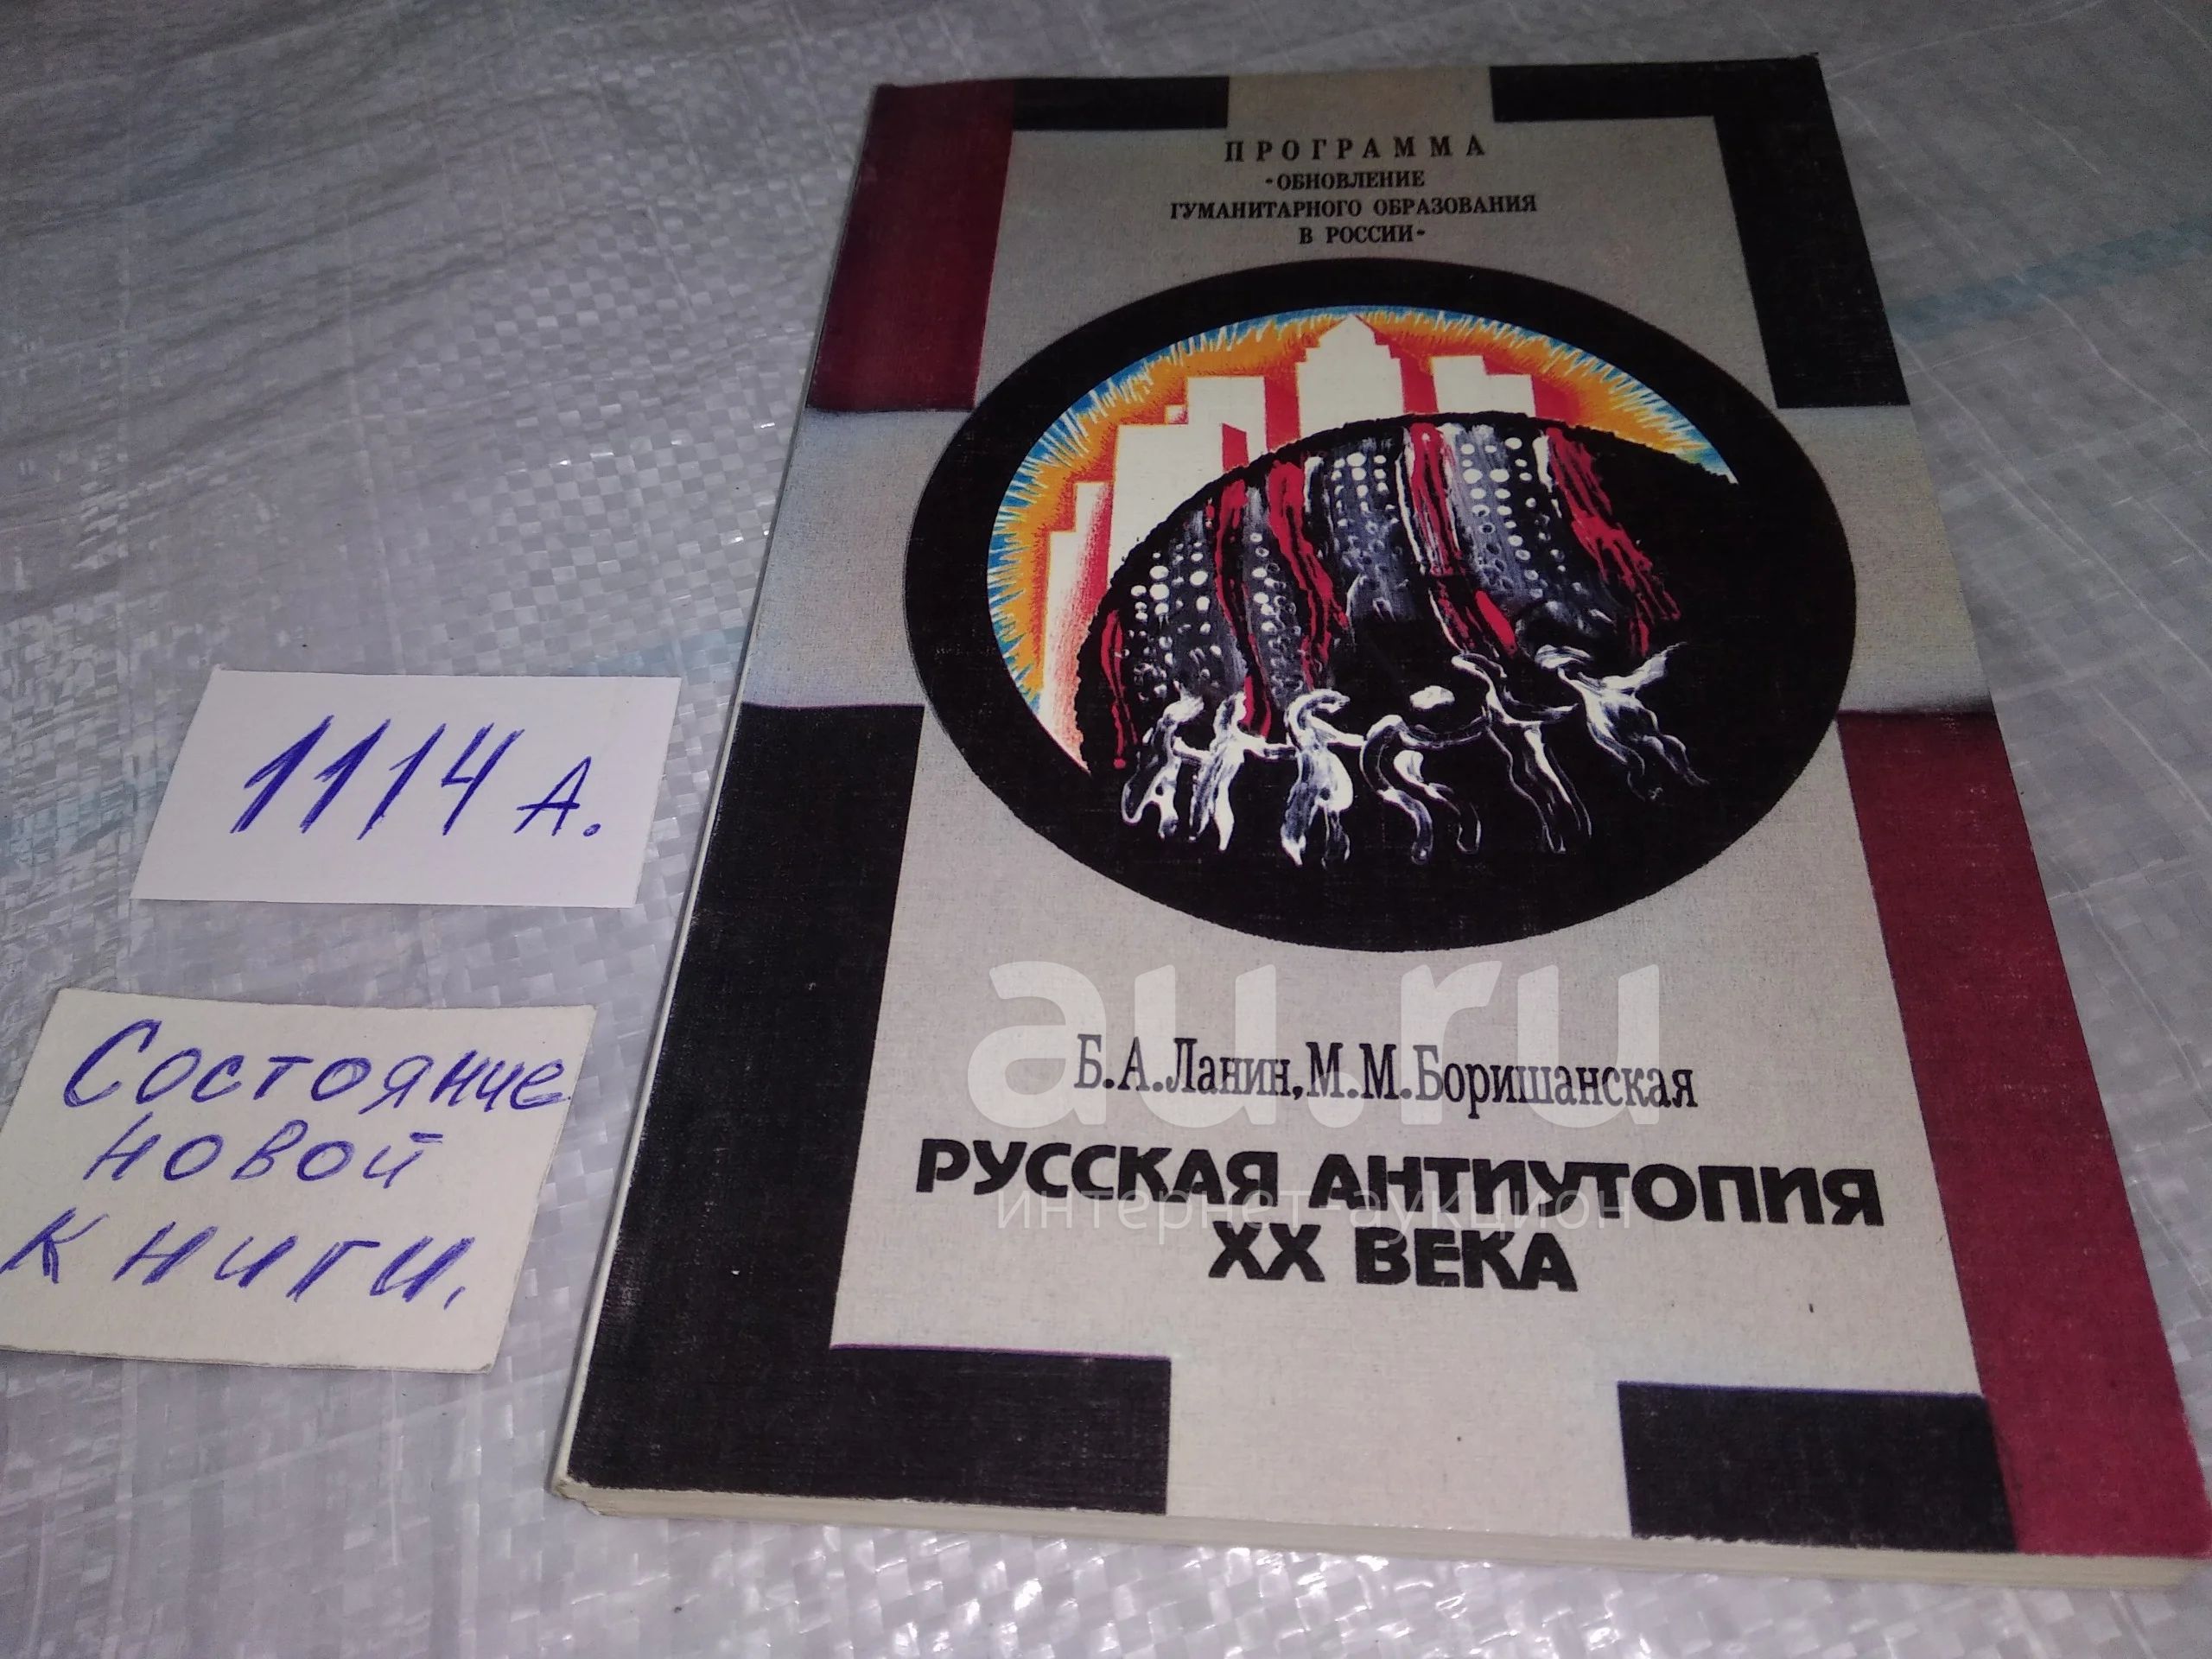 ПРОГРАММА
«ОБНОВЛЕНИЕ
ГУМАНИТАРНОГО ОБРАЗОВАНИЯ
В РОССИИ»
1114 А.
Состояние
новой
книги.
au.ru
Б.А.Ланин, М.М.Боришанская
РУССКАЯ АНТИУТОПИЯ
интернет-аукцион
XX ВЕКА